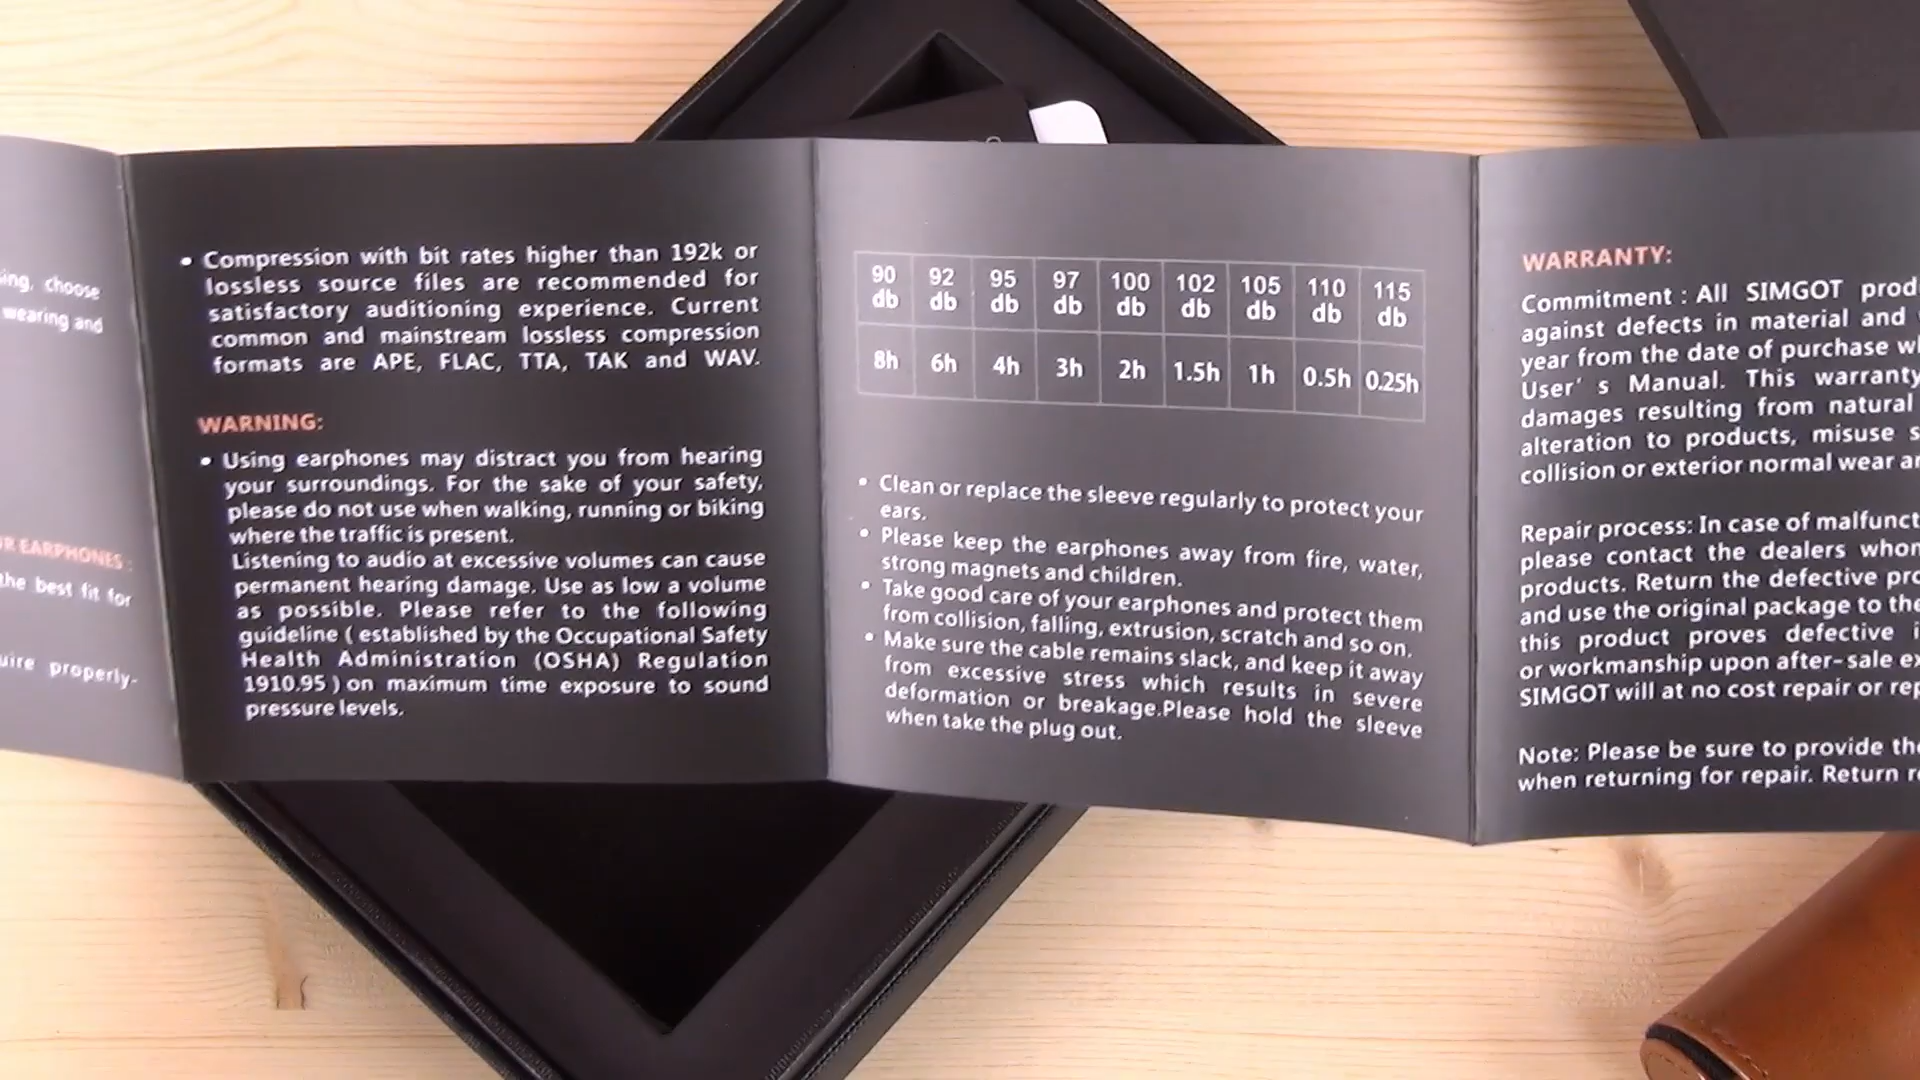 ing, choose
wearing and
R EARPHONES :
the best fit for
uire properly-
• Compression with bit rates higher than 192k or
lossless source files are recommended for
satisfactory auditioning experience. Current
common and mainstream lossless compression
formats are APE, FLAC, TTA, TAK and WAV.
WARNING:
• Using earphones may distract you from hearing
your surroundings. For the sake of your safety,
please do not use when walking, running or biking
where the traffic is present.
Listening to audio at excessive volumes can cause
permanent hearing damage. Use as low a volume
as possible. Please refer to the following
guideline ( established by the Occupational Safety
Health Administration (OSHA) Regulation
1910.95 ) on maximum time exposure to sound
pressure levels.
90 db 92 db 95 db 97 db 100 db 102 db 105 db 110 db 115 db
8h 6h 4h 3h 2h 1.5h 1h 0.5h 0.25h
• Clean or replace the sleeve regularly to protect your
ears.
• Please keep the earphones away from fire, water,
strong magnets and children.
• Take good care of your earphones and protect them
from collision, falling, extrusion, scratch and so on.
• Make sure the cable remains slack, and keep it away
from excessive stress which results in severe
deformation or breakage.Please hold the sleeve
when take the plug out.
WARRANTY:
Commitment : All SIMGOT prod
against defects in material and
year from the date of purchase w
User' s Manual. This warranty
damages resulting from natural
alteration to products, misuse s
collision or exterior normal wear a
Repair process: In case of malfunct
please contact the dealers whom
products. Return the defective pro
and use the original package to the
this product proves defective i
or workmanship upon after-sale ex
SIMGOT will at no cost repair or rep
Note: Please be sure to provide the
when returning for repair. Return r